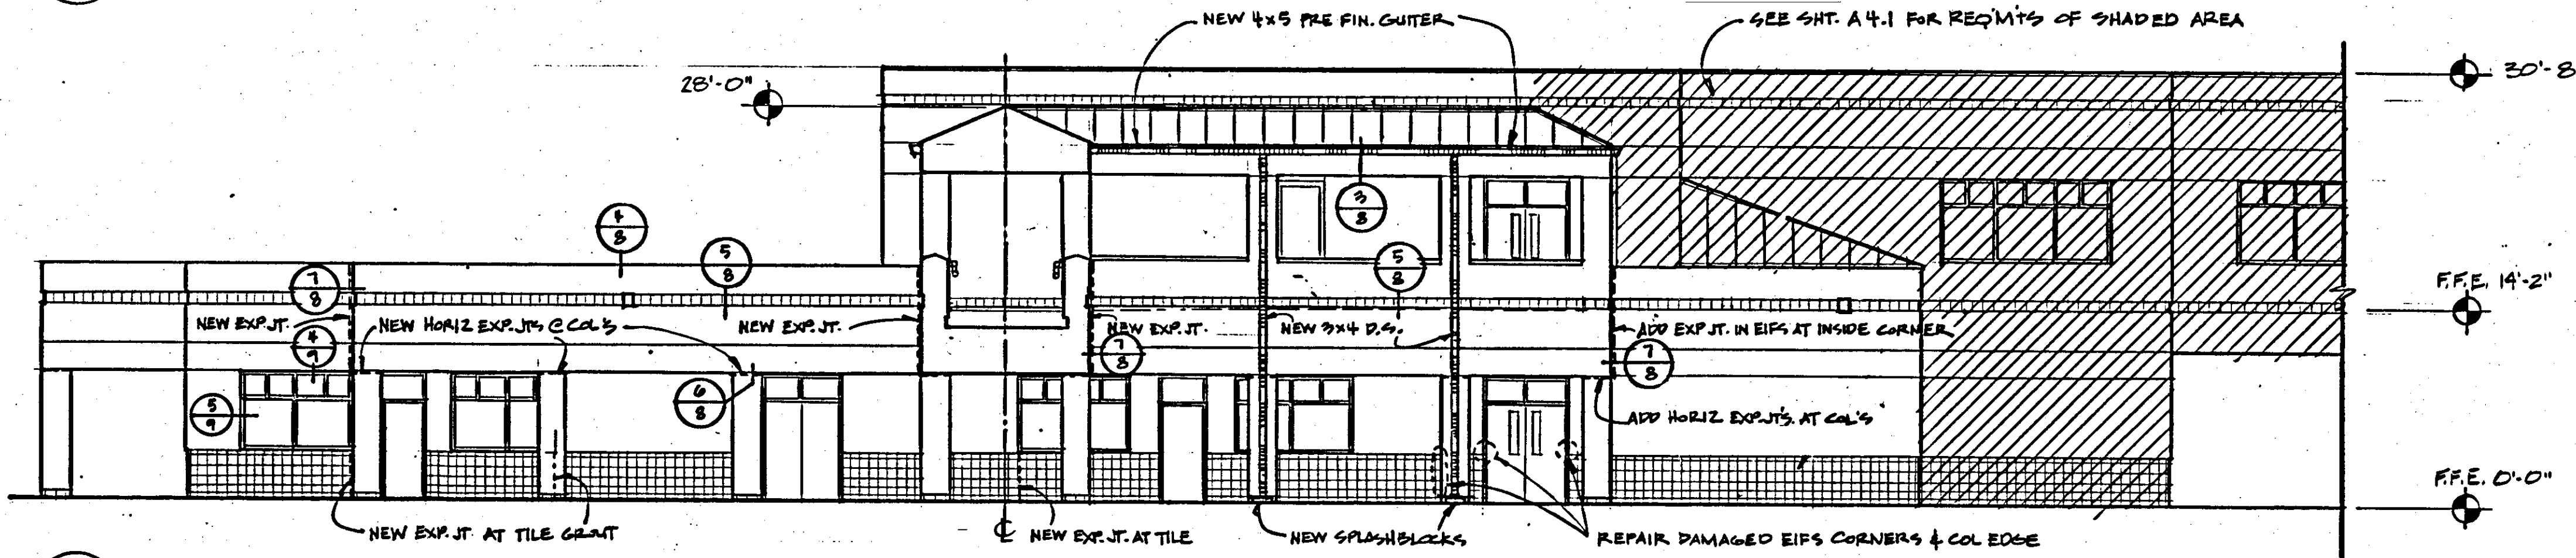 NEW 4x5 PRE FIN. GUTTER
SEE SHT. A4.1 FOR REQ'M'TS OF SHADED AREA
28'-0"
30'-8
3
8
4
8
5
8
5
8
7
8
F.F.E. 14'-2"
NEW EXP. JT.
NEW HORIZ EXP. JTS @ COL'S
NEW EXP. JT.
NEW EXP. JT.
NEW 3x4 D.S.
ADD EXP. JT. IN EIFS AT INSIDE CORNER
4
9
7
8
7
8
6
8
5
9
ADD HORIZ EXP. JT'S. AT COL'S
F.F.E. 0'-0"
NEW EXP. JT. AT TILE GROUT
℄
NEW EXP. JT. AT TILE
NEW SPLASHBLOCKS
REPAIR DAMAGED EIFS CORNERS & COL EDGE